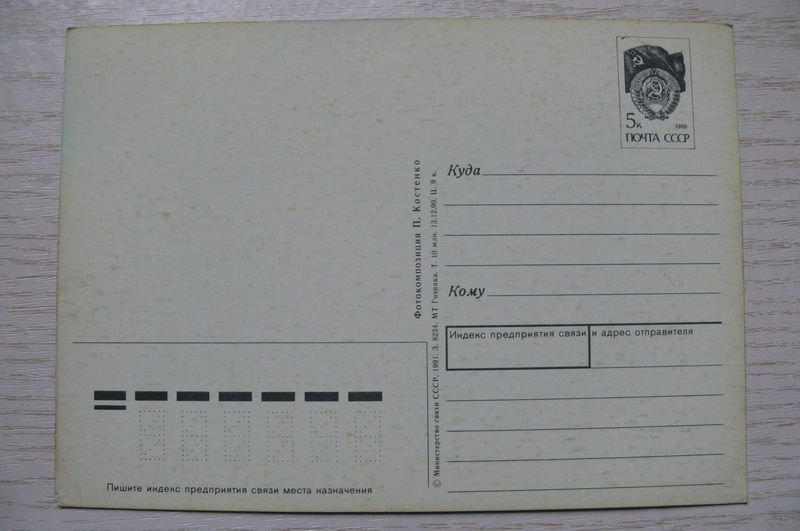 5к 1988
ПОЧТА СССР
Куда
Кому
Индекс предприятия связи и адрес отправителя
Фотокомпозиция П. Костенко
© Министерство связи СССР, 1991. З. 8234. МТ Гознака. Т. 10 млн. 13.12.90. Ц. 9 к.
Пишите индекс предприятия связи места назначения